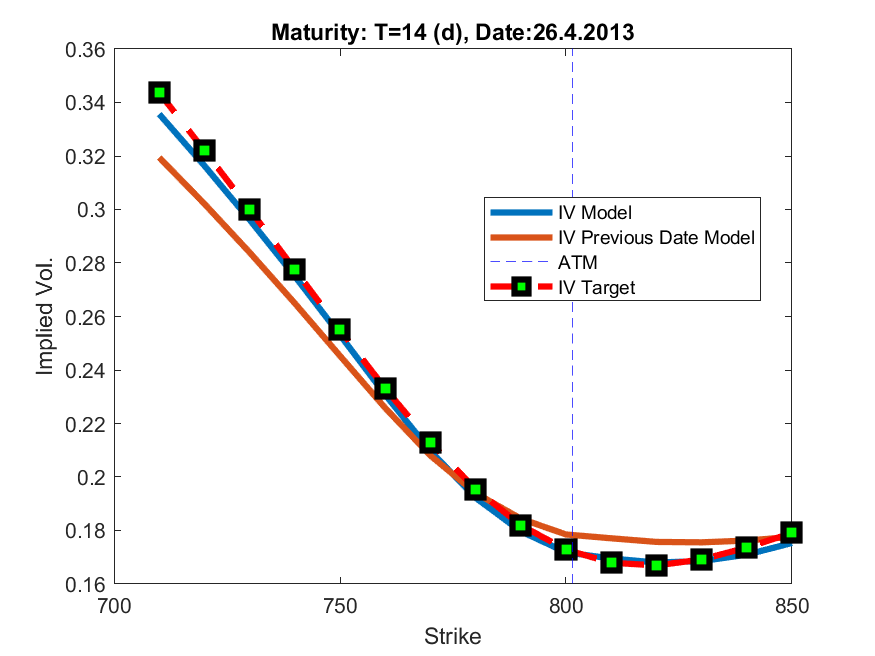 Maturity: T=14 (d), Date:26.4.2013
0.36
0.34
0.32
0.3
0.28
0.26
0.24
0.22
0.2
0.18
0.16
Implied Vol.
IV Model
IV Previous Date Model
ATM
IV Target
700
750
800
850
Strike